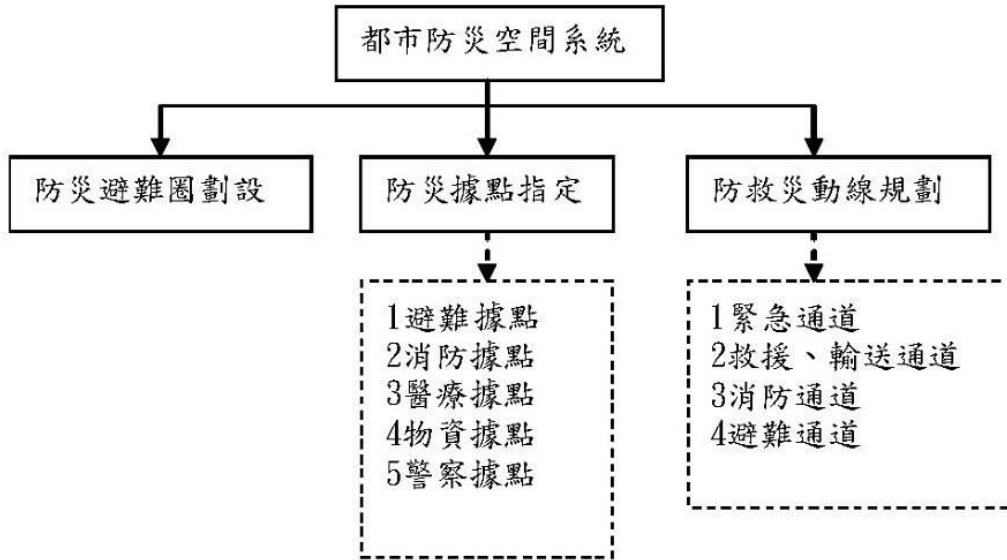 都市防災空間系統
防災避難圈劃設
防災據點指定
防救災動線規劃
1避難據點
2消防據點
3醫療據點
4物資據點
5警察據點
1緊急通道
2救援、輸送通道
3消防通道
4避難通道